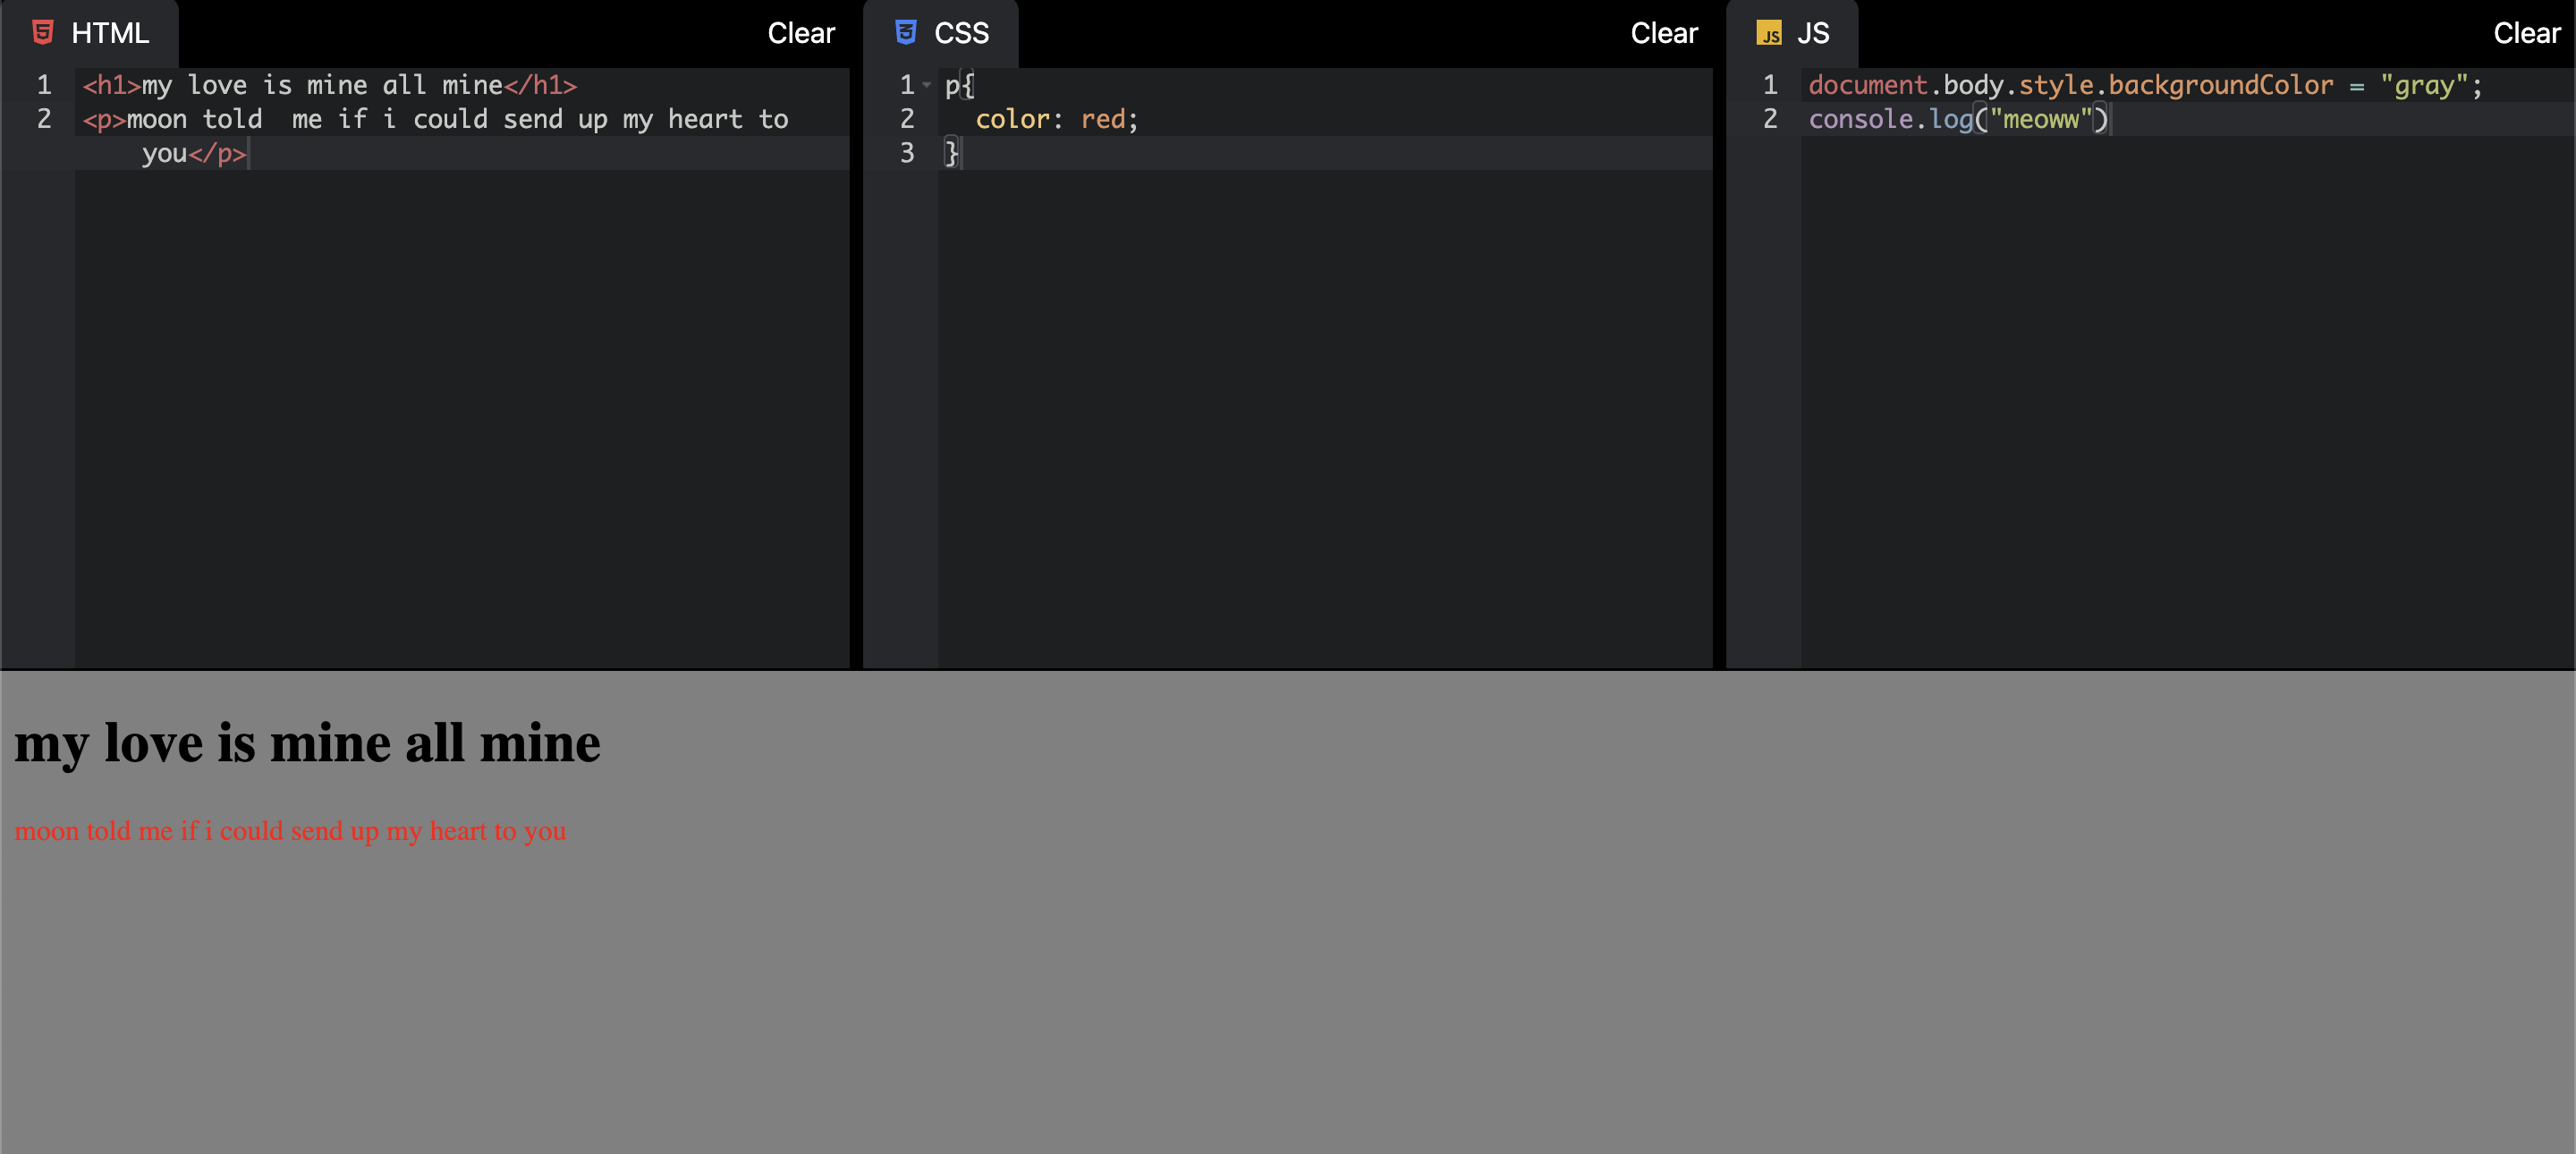 HTML
Clear
1 <h1>my love is mine all mine</h1>
2 <p>moon told  me if i could send up my heart to
you</p>
CSS
Clear
1 p{
2   color: red;
3 }
JS
JS
Clear
1 document.body.style.backgroundColor = "gray";
2 console.log("meoww")
my love is mine all mine
moon told me if i could send up my heart to you